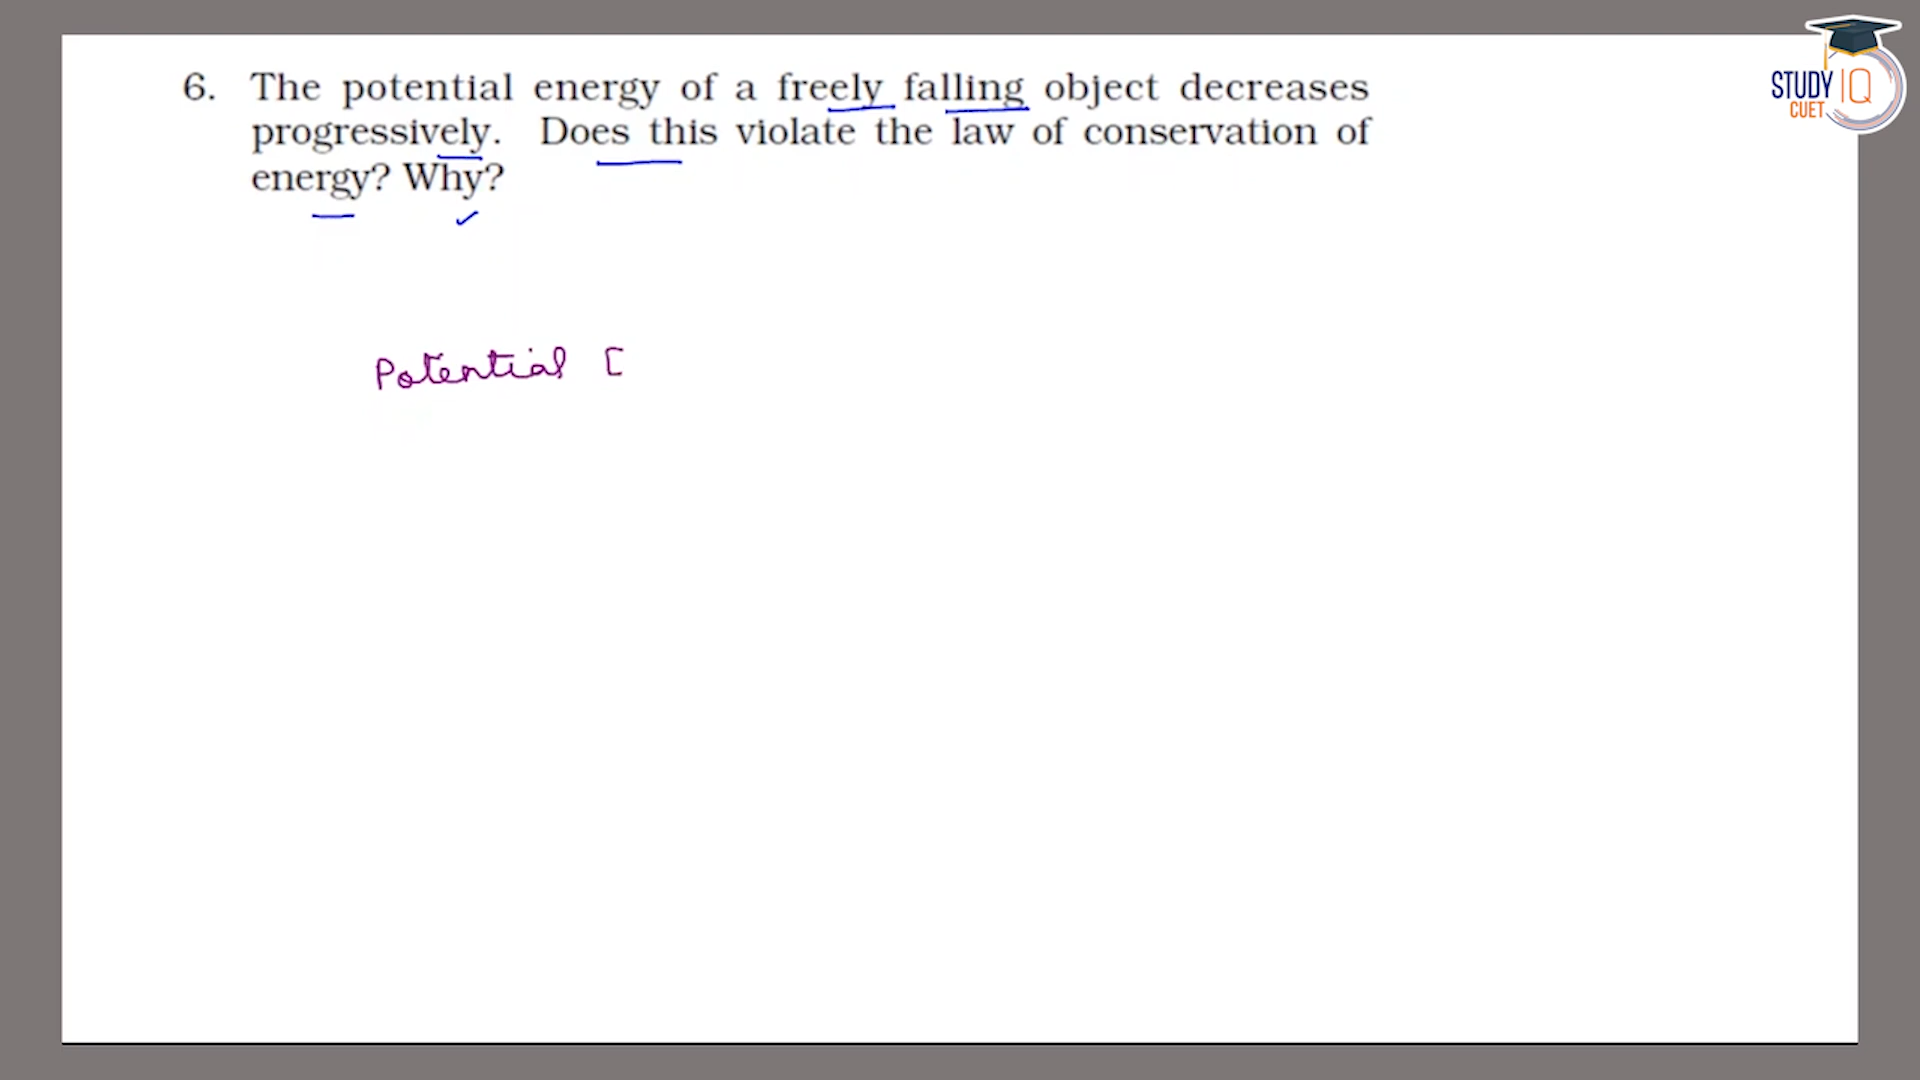 6. The potential energy of a freely falling object decreases
progressively. Does this violate the law of conservation of
energy? Why?
Potential
STUDY IQ
CUET